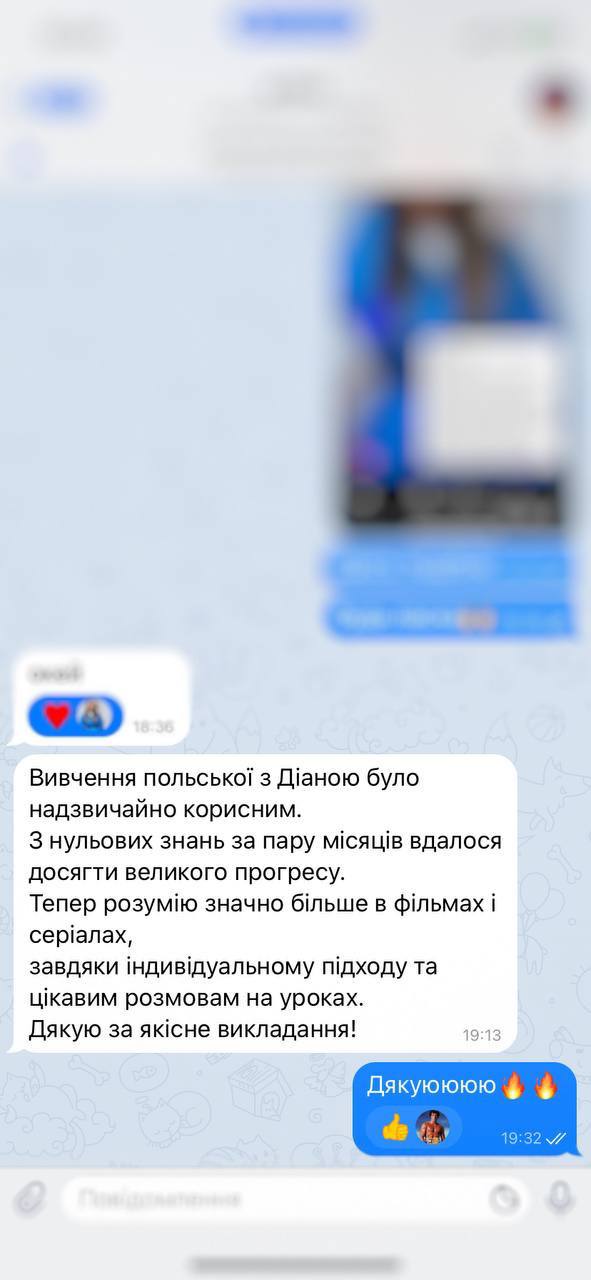 18:36
Вивчення польської з Діаною було
надзвичайно корисним.
З нульових знань за пару місяців вдалося
досягти великого прогресу.
Тепер розумію значно більше в фільмах і
серіалах,
завдяки індивідуальному підходу та
цікавим розмовам на уроках.
Дякую за якісне викладання!
19:13
Дякуюююю🔥🔥
19:32
Повідомлення